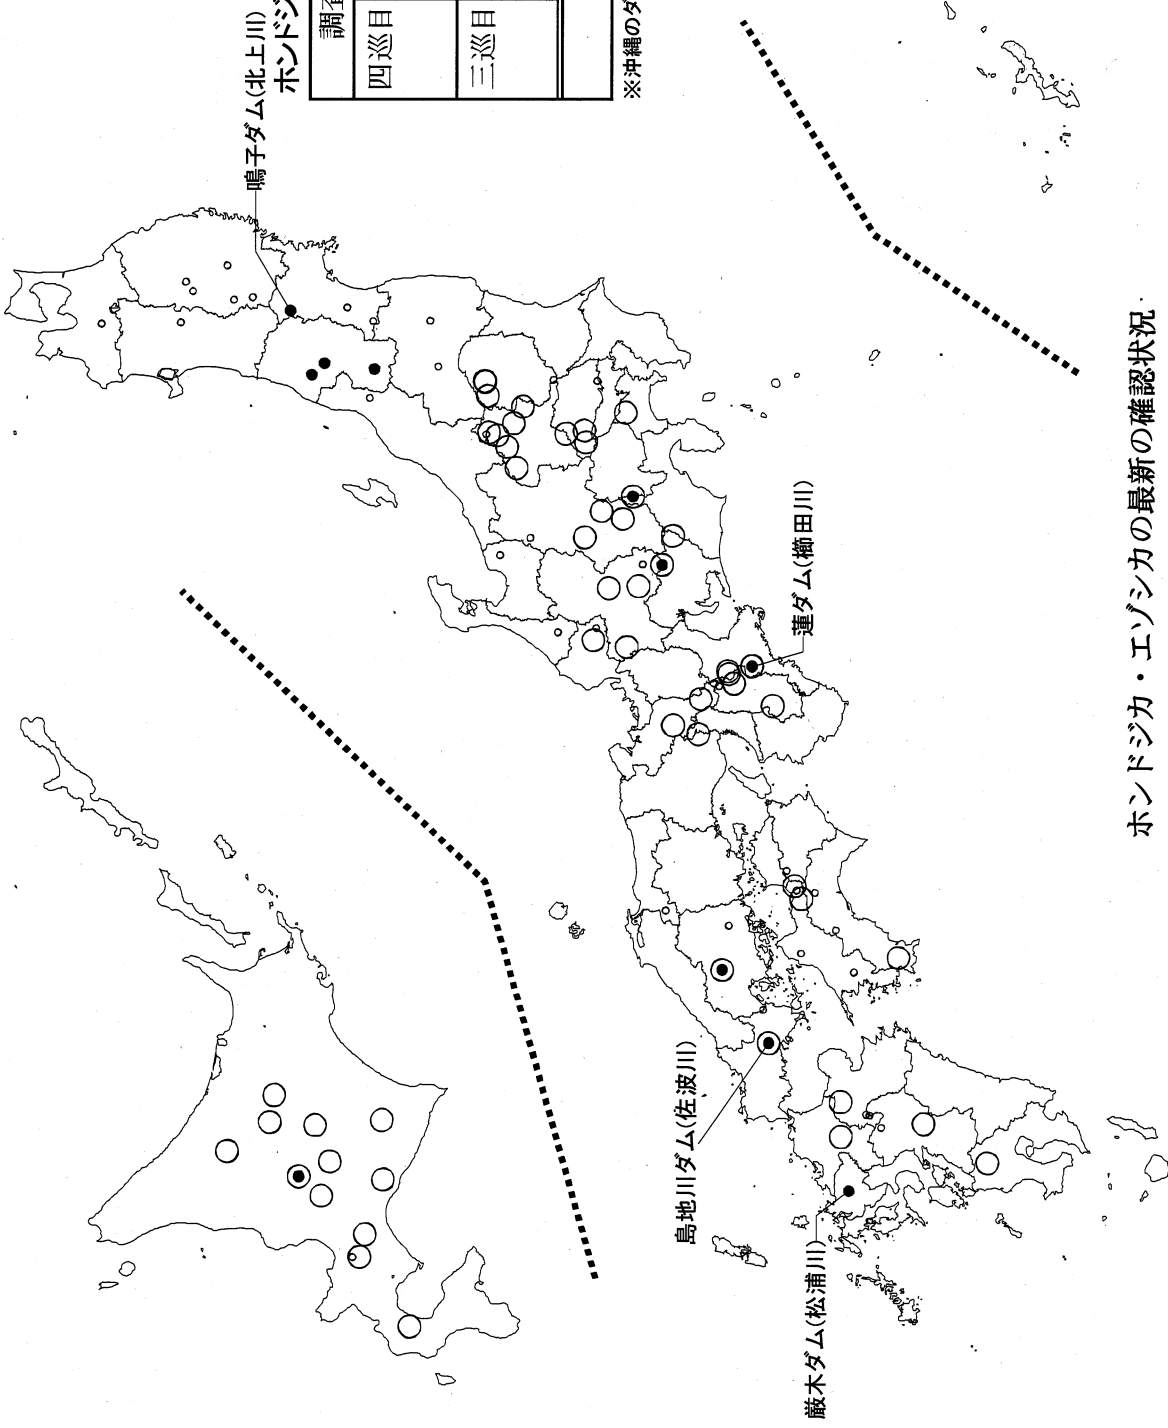 鳴子ダム(北上川)
ホンドジ
調査
四巡目
三巡目
※沖縄のダ
蓮ダム(櫛田川)
島地川ダム(佐波川)
厳木ダム(松浦川)
ホンドジカ・エゾシカの最新の確認状況